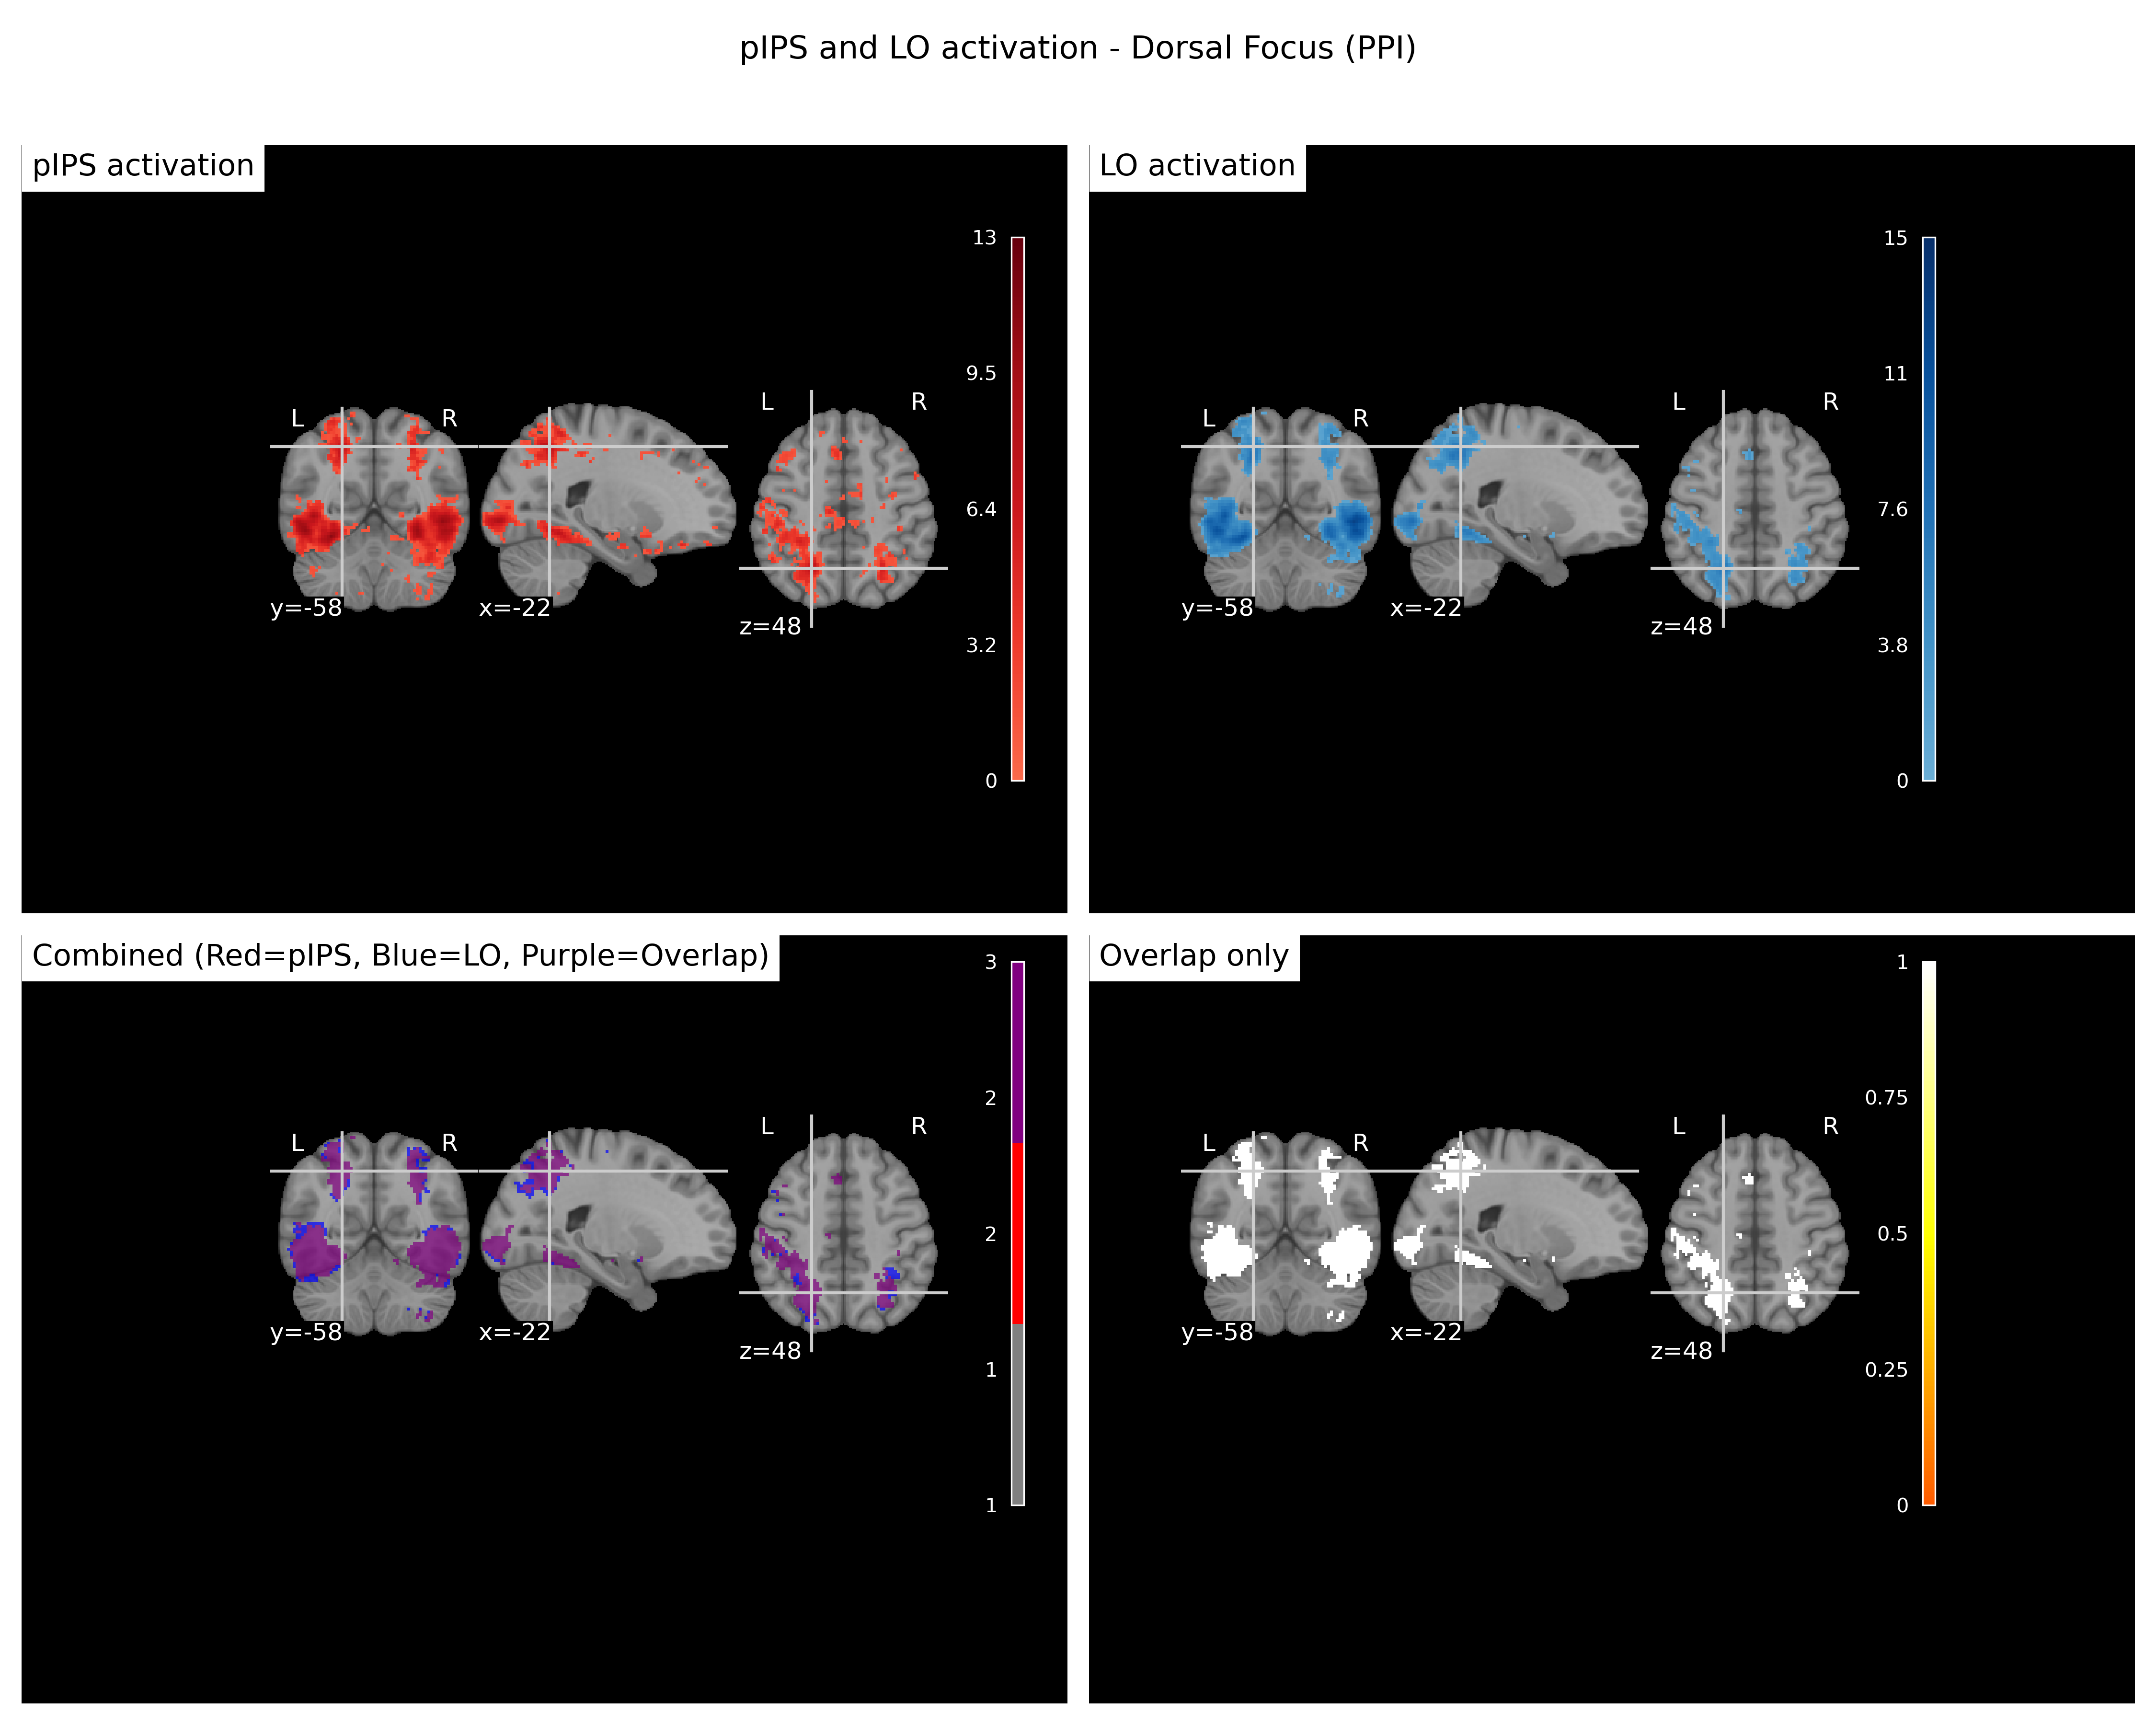 pIPS and LO activation - Dorsal Focus (PPI)
pIPS activation
13
9.5
6.4
3.2
0
L
R
L
R
y=-58
x=-22
z=48
LO activation
15
11
7.6
3.8
0
L
R
L
R
y=-58
x=-22
z=48
Combined (Red=pIPS, Blue=LO, Purple=Overlap)
3
2
2
1
1
L
R
L
R
y=-58
x=-22
z=48
Overlap only
1
0.75
0.5
0.25
0
L
R
L
R
y=-58
x=-22
z=48